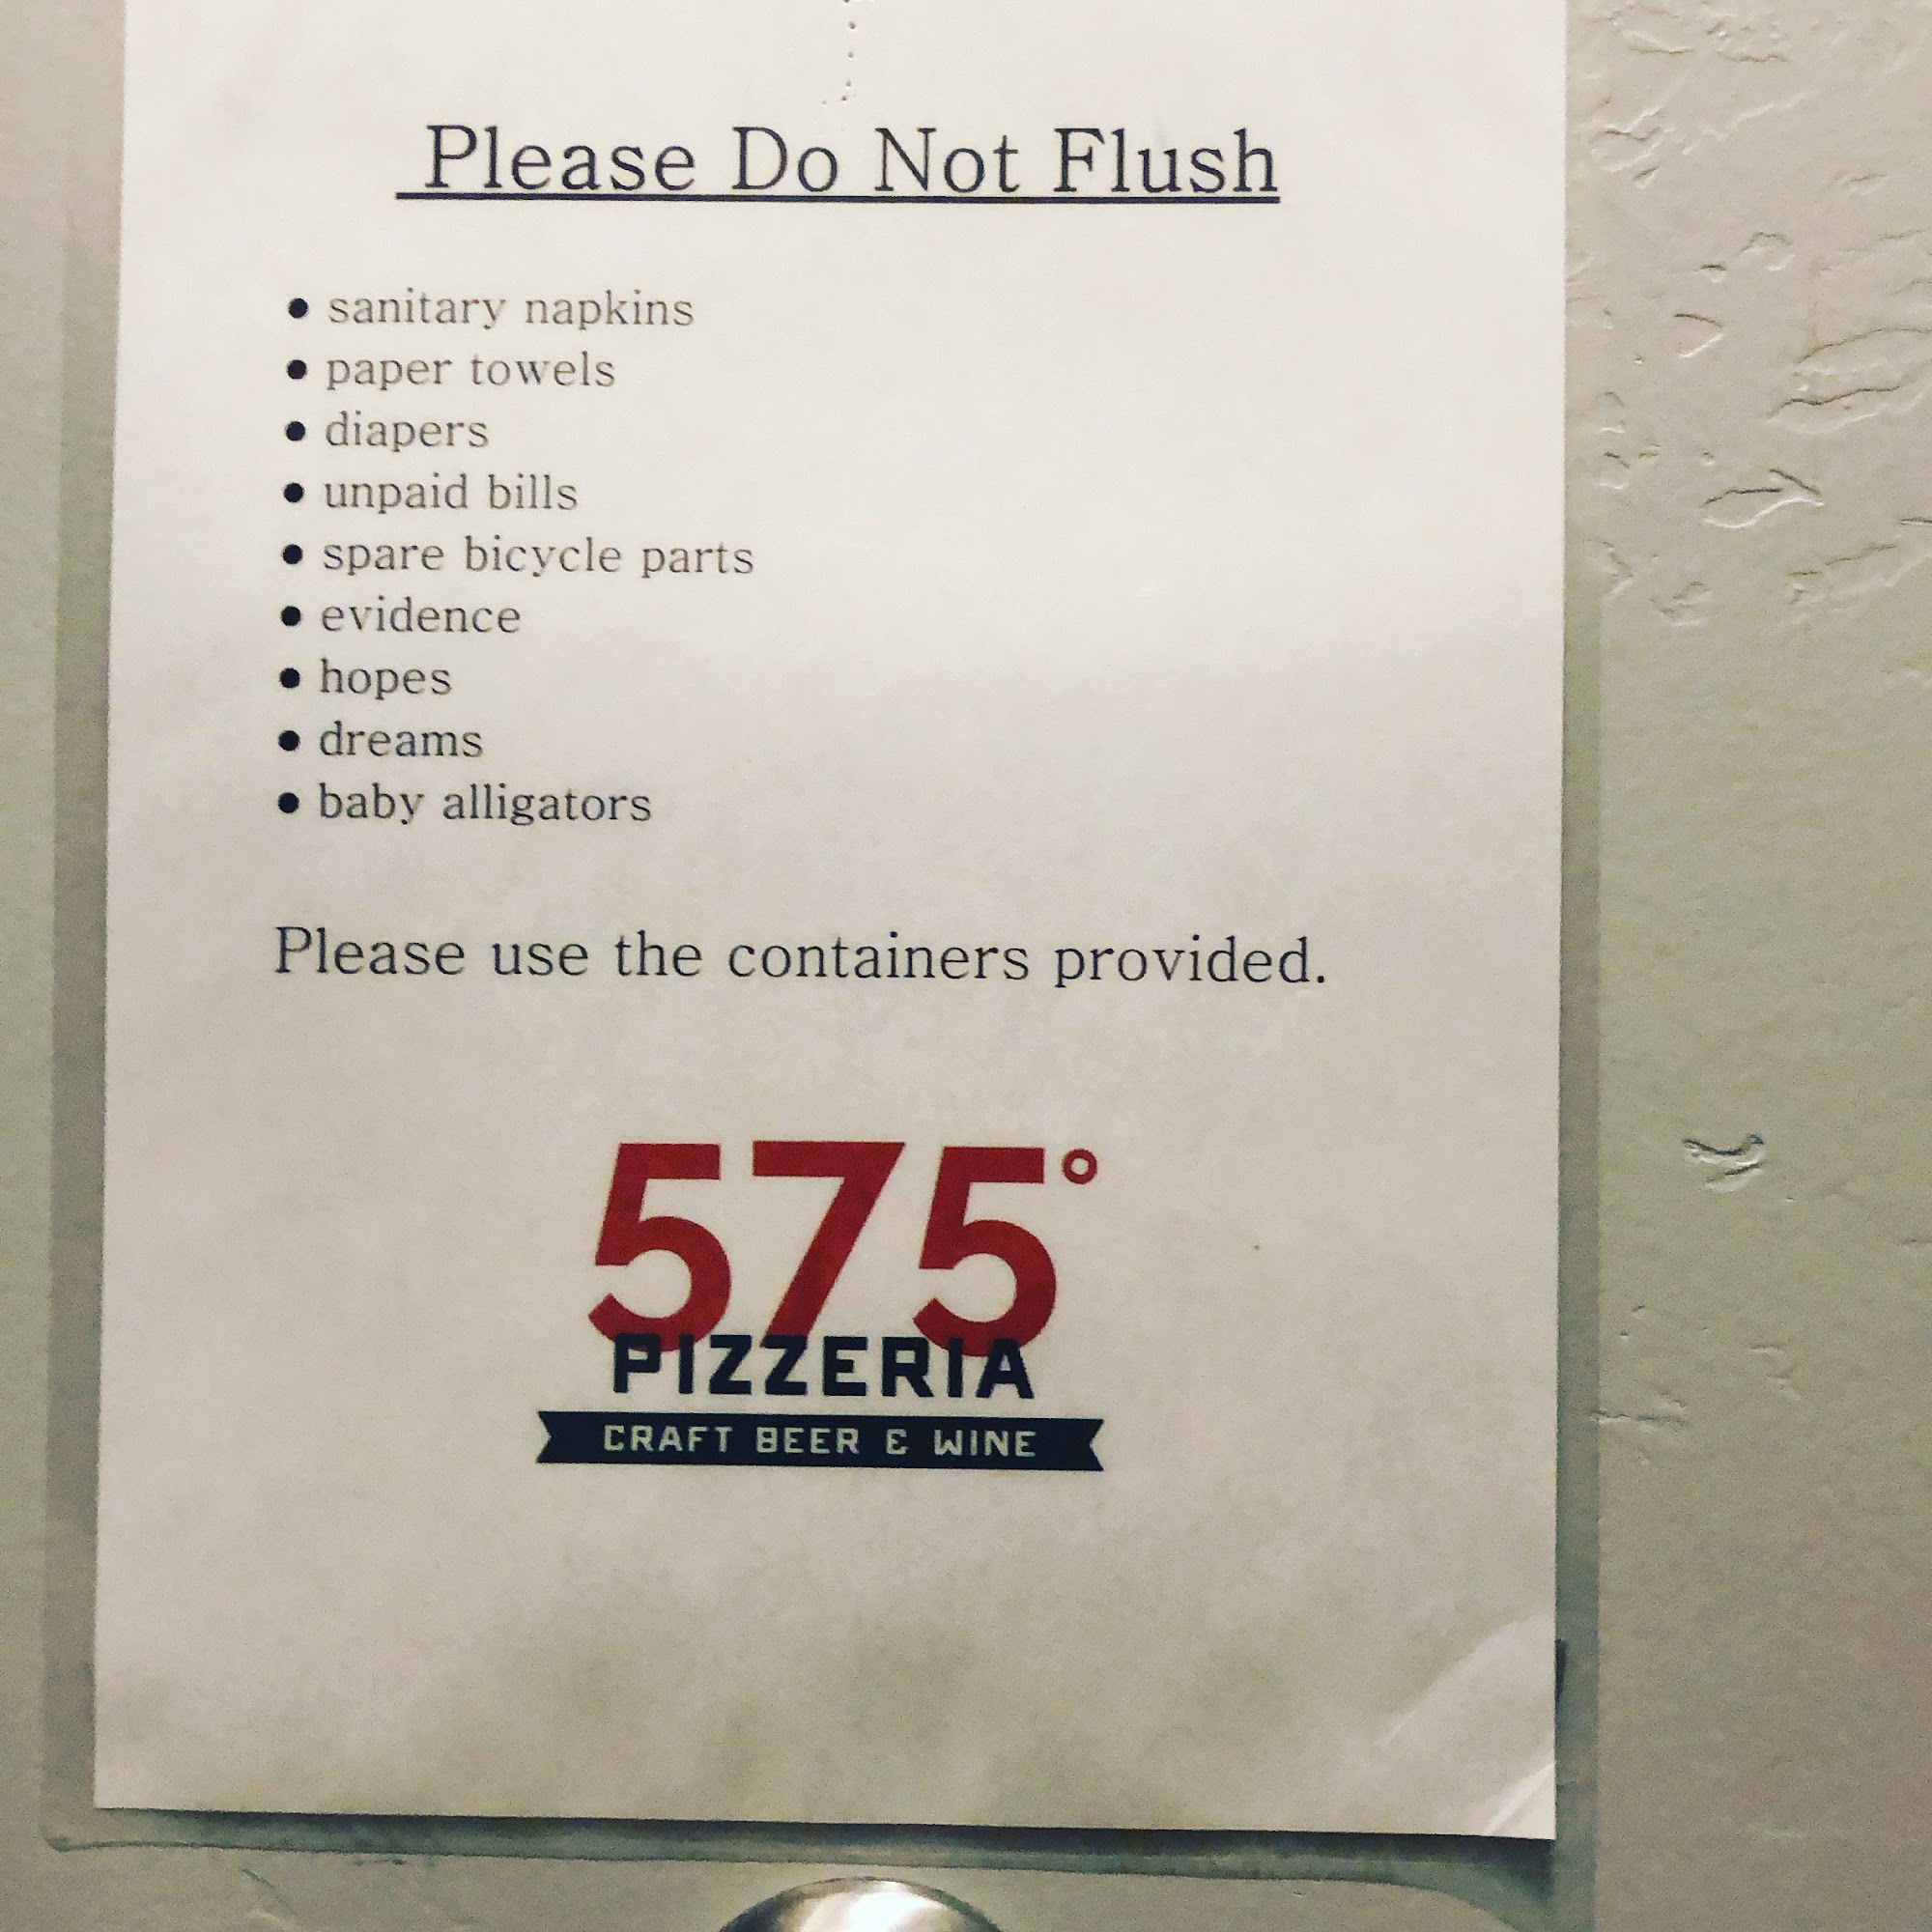 Please Do Not Flush
• sanitary napkins
• paper towels
• diapers
• unpaid bills
• spare bicycle parts
• evidence
• hopes
• dreams
• baby alligators
Please use the containers provided.
575°
PIZZERIA
CRAFT BEER & WINE